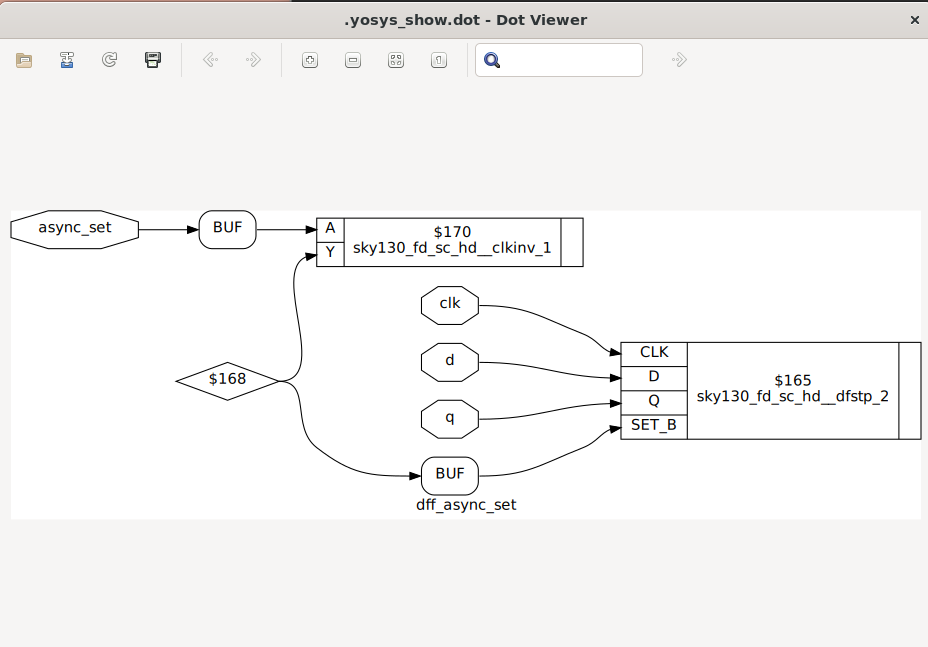 .yosys_show.dot - Dot Viewer
async_set
BUF
A
Y
$170
sky130_fd_sc_hd__clkinv_1
clk
d
q
$168
BUF
CLK
D
Q
SET_B
$165
sky130_fd_sc_hd__dfstp_2
dff_async_set